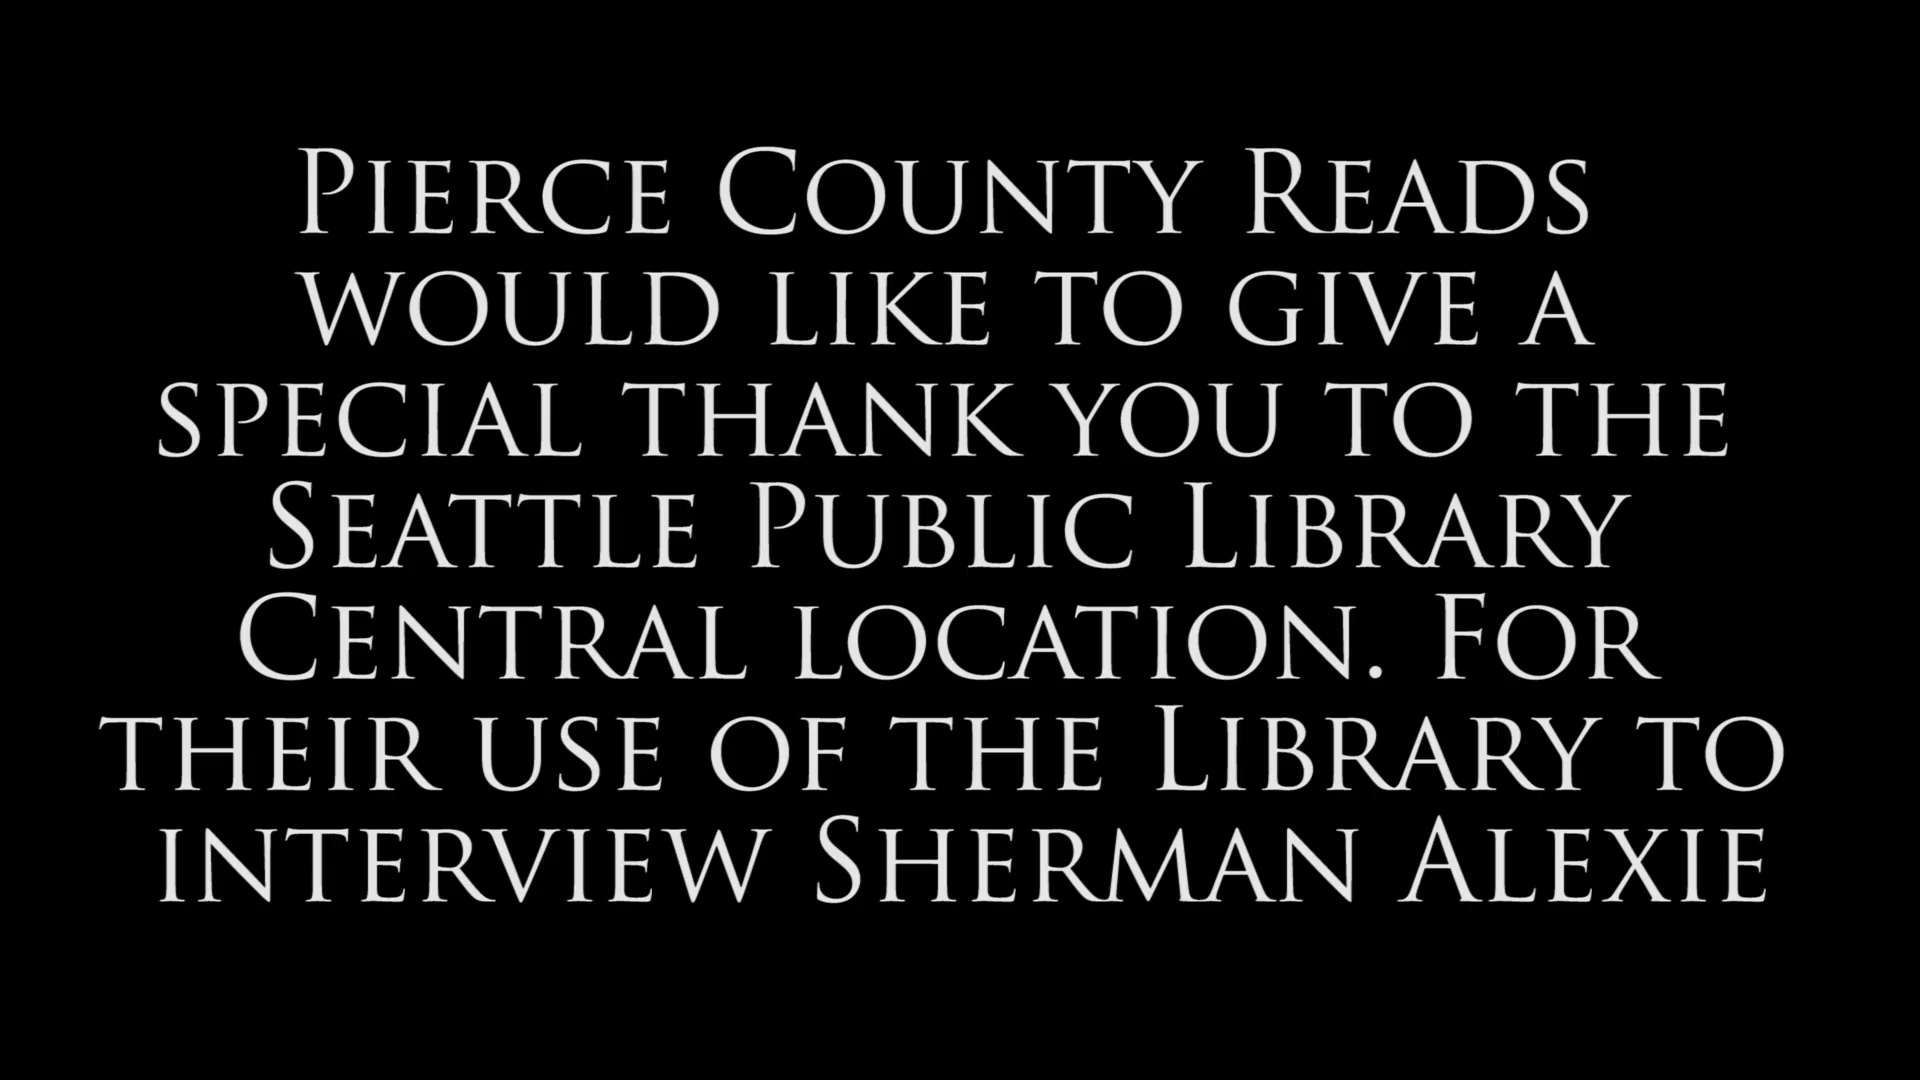 Pierce County Reads
would like to give a
special thank you to the
Seattle Public Library
Central location. For
their use of the Library to
interview Sherman Alexie